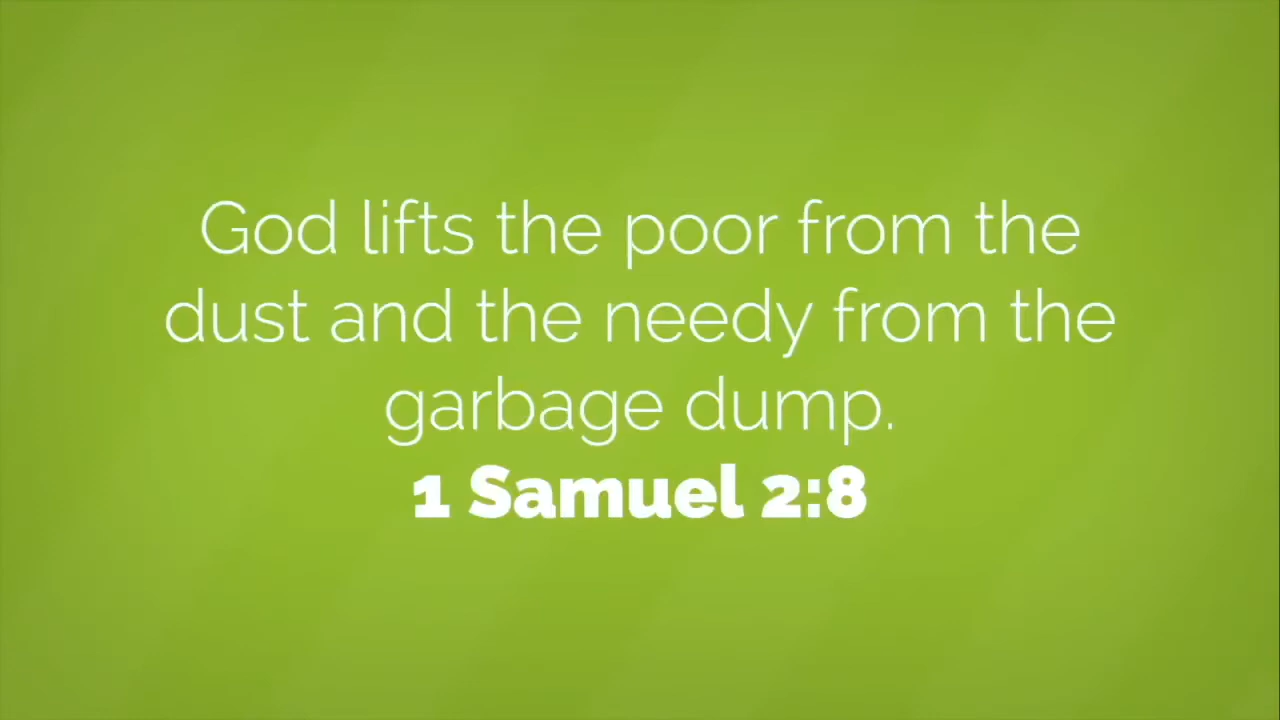 God lifts the poor from the
dust and the needy from the
garbage dump.
1 Samuel 2:8